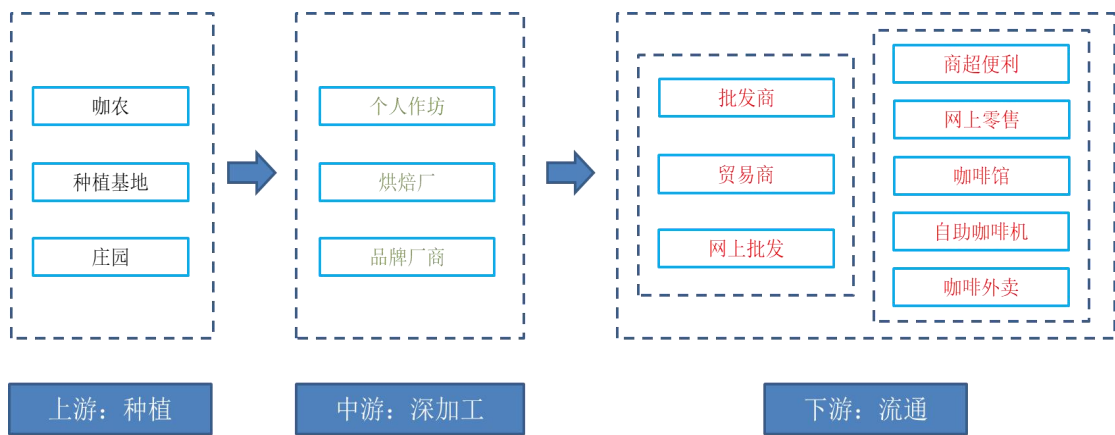 咖农
种植基地
庄园
上游：种植
个人作坊
烘焙厂
品牌厂商
中游：深加工
批发商
贸易商
网上批发
商超便利
网上零售
咖啡馆
自助咖啡机
咖啡外卖
下游：流通